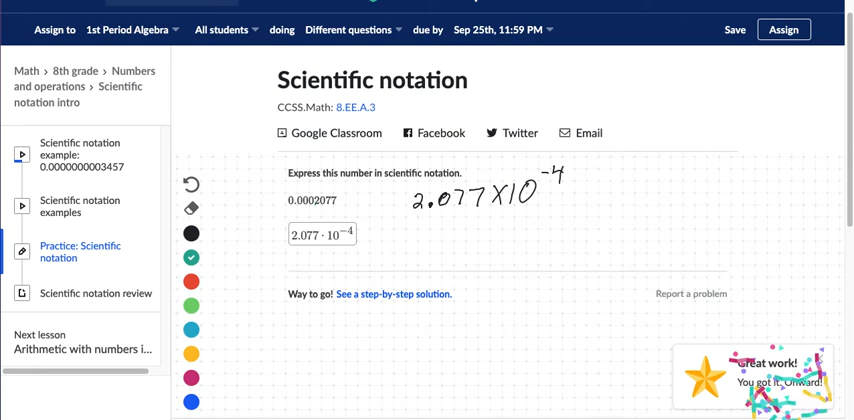 Assign to 1st Period Algebra All students doing Different questions due by Sep 25th, 11:59 PM Save Assign
Math > 8th grade > Numbers
and operations > Scientific
notation intro
Scientific notation
example:
0.0000000003457
Scientific notation
examples
Practice: Scientific
notation
Scientific notation review
Next lesson
Arithmetic with numbers i...
Scientific notation
CCSS.Math: 8.EE.A.3
Google Classroom Facebook Twitter Email
Express this number in scientific notation.
0.0002077
2.077 X 10⁻⁴
2.077 · 10⁻⁴
Way to go! See a step-by-step solution. Report a problem
Great work!
You got it. Onward!